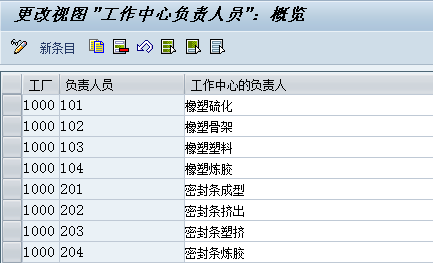 更改视图"工作中心负责人员": 概览
新条目
工厂 负责人员 工作中心的负责人
1000 101 橡塑硫化
1000 102 橡塑骨架
1000 103 橡塑塑料
1000 104 橡塑炼胶
1000 201 密封条成型
1000 202 密封条挤出
1000 203 密封条塑挤
1000 204 密封条炼胶